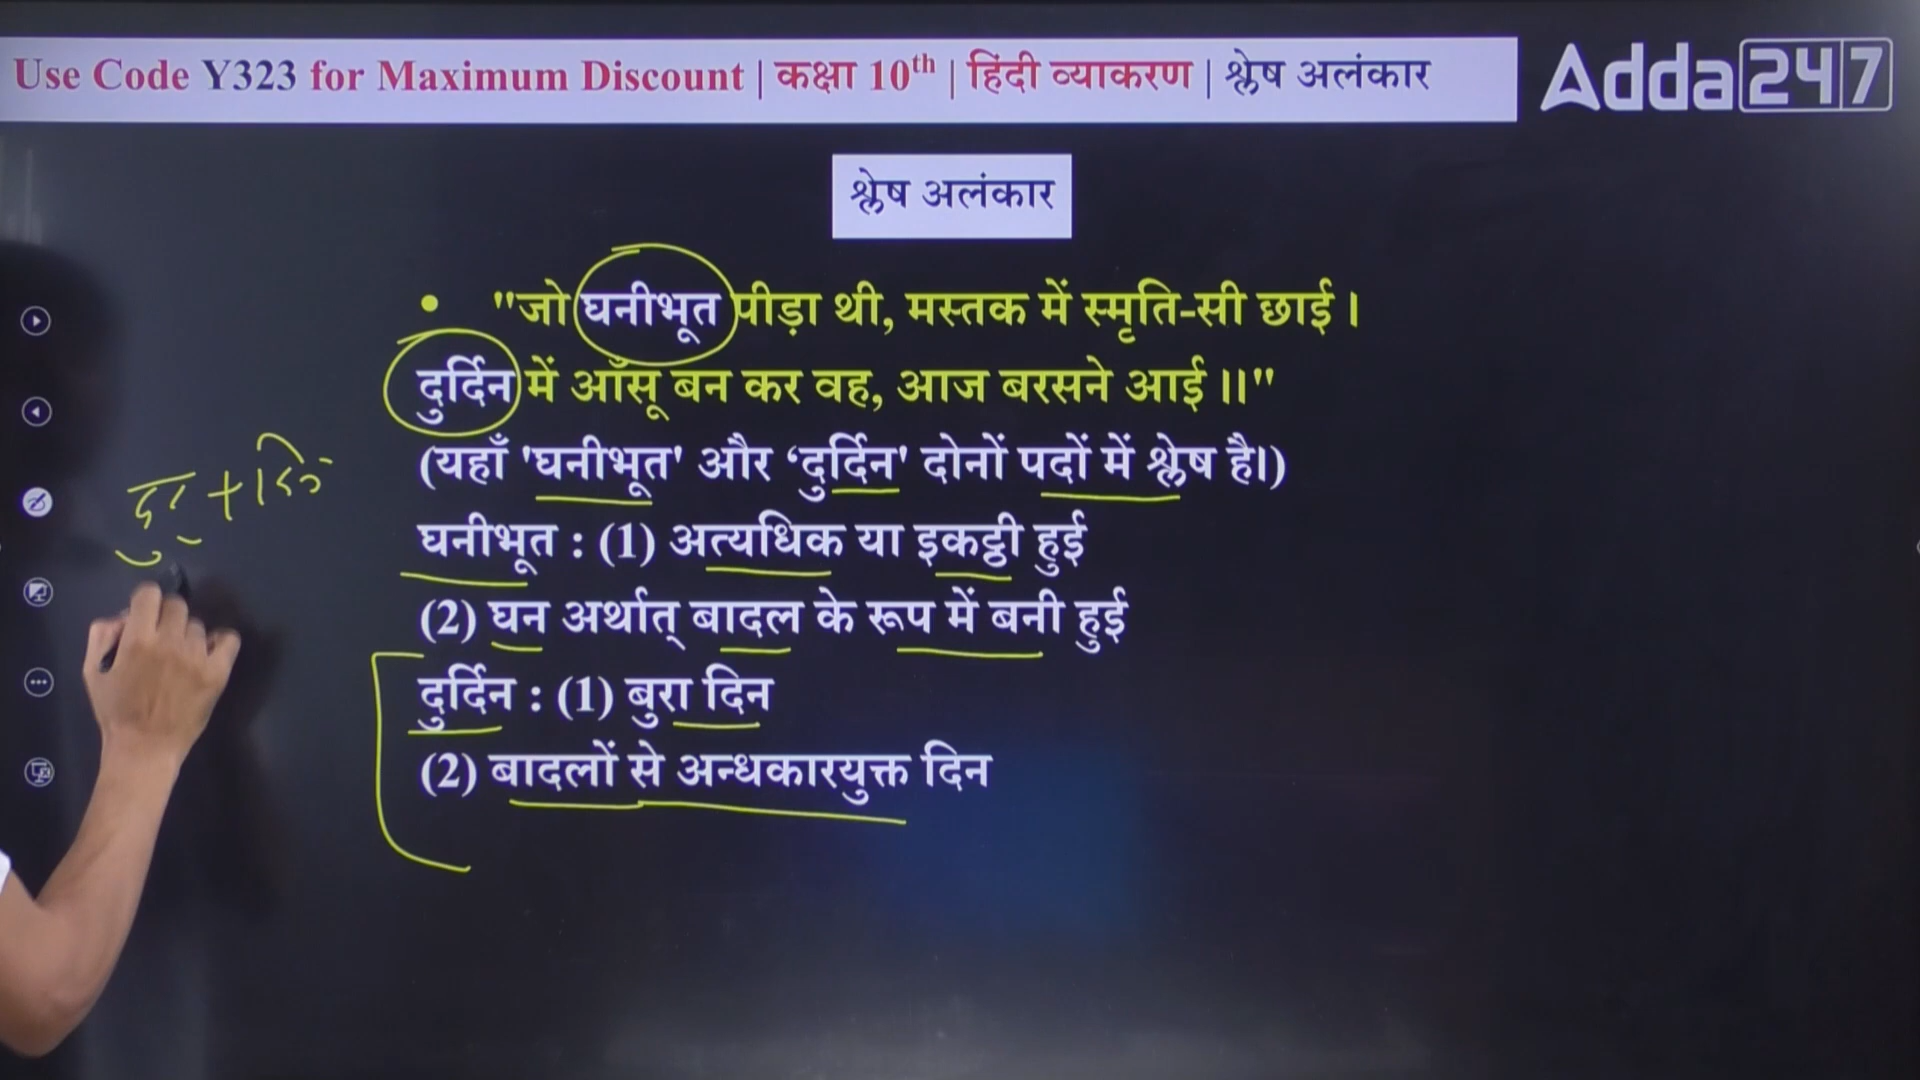 Use Code Y323 for Maximum Discount | कक्षा 10th | हिंदी व्याकरण | श्लेष अलंकार
Adda247
श्लेष अलंकार
• "जो घनीभूत पीड़ा थी, मस्तक में स्मृति-सी छाई ।
दुर्दिन में आँसू बन कर वह, आज बरसने आई ।।"
(यहाँ 'घनीभूत' और ‘दुर्दिन' दोनों पदों में श्लेष है।)
घनीभूत : (1) अत्यधिक या इकट्ठी हुई
(2) घन अर्थात् बादल के रूप में बनी हुई
दुर्दिन : (1) बुरा दिन
(2) बादलों से अन्धकारयुक्त दिन